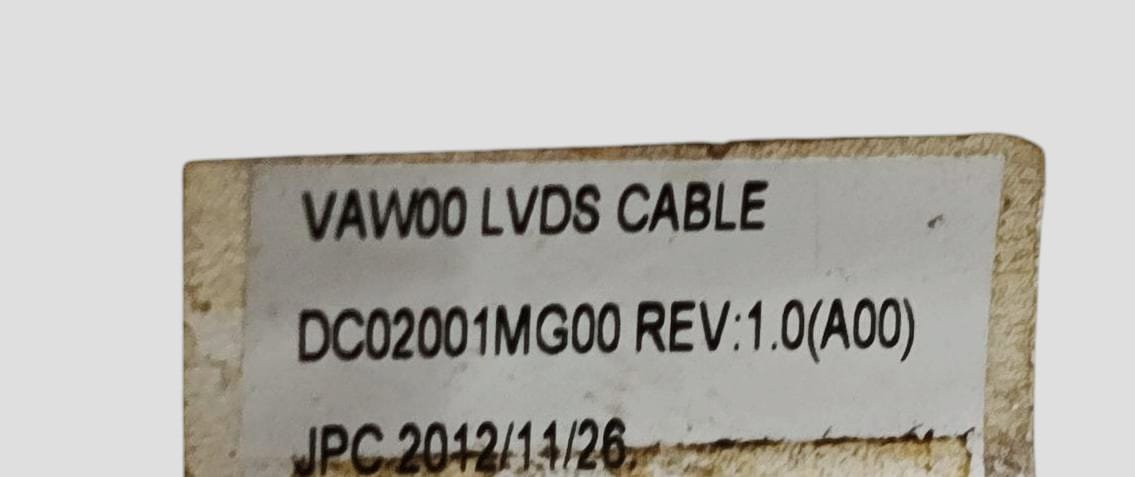 VAW00 LVDS CABLE
DC02001MG00 REV:1.0(A00)
JPC 2012/11/26